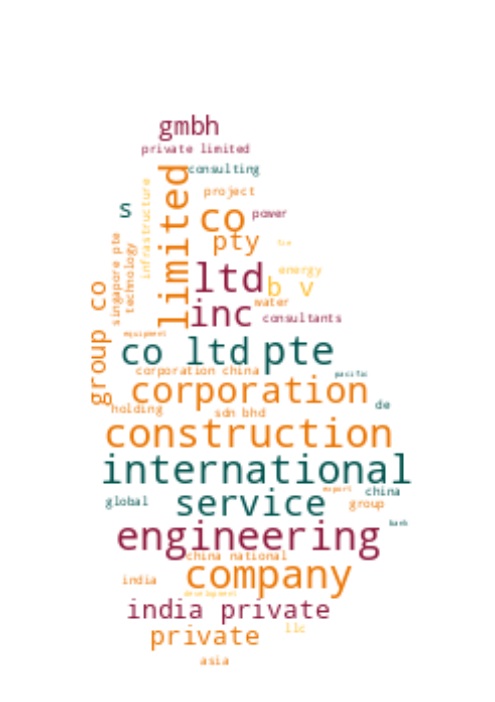 gmbh
private limited
consulting
limited
infrastructure
project
s
co
power
pty
singapore pte
technology
ltd
energy
b v
water
inc
consultants
group co
equipment
co ltd
pte
corporation china
pacific
corporation
de
holding
sdn bhd
construction
international
export
china
global
service
group
bank
engineering
china national
company
india
development
india private
llc
private
asia